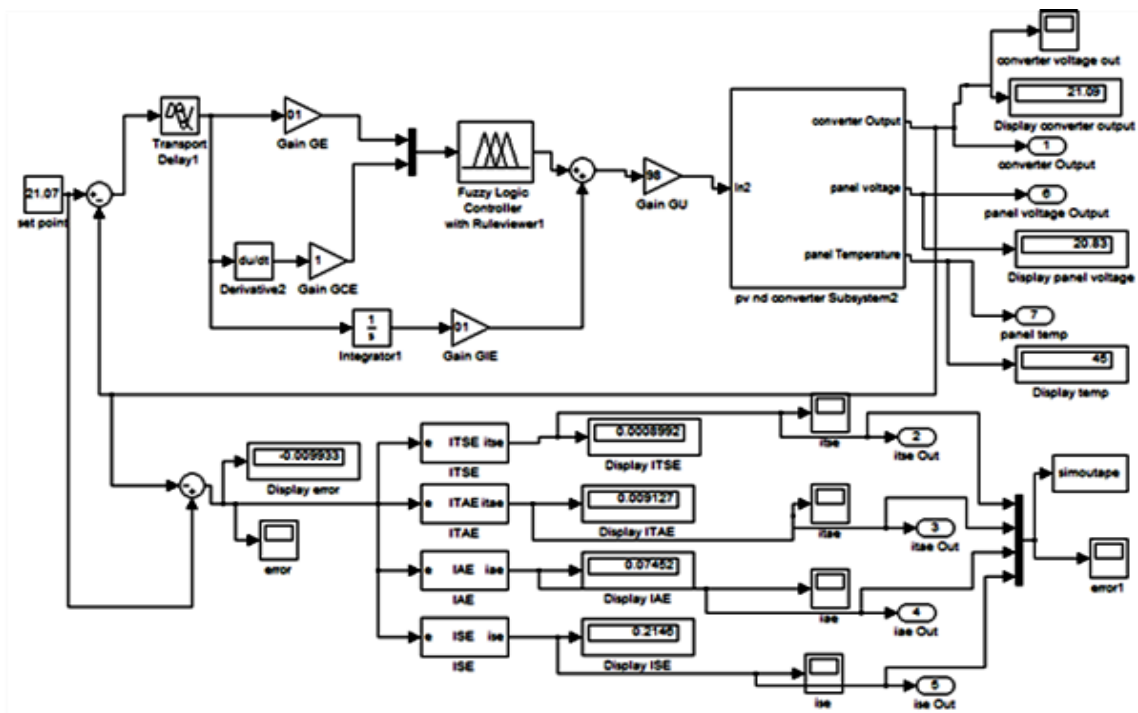 converter voltage out
21.09
Display converter output
1
converter Output
6
panel voltage Output
20.83
Display panel voltage
7
panel temp
45
Display temp
converter Output
panel voltage
panel Temperature
In2
pv nd converter Subsystem2
Transport
Delay1
01
Gain GE
Fuzzy Logic
Controller
with Ruleviewer1
98
Gain GU
21.07
set point
du/dt
Derivative2
1
Gain GCE
1
s
Integrator1
01
Gain GIE
-0.009933
Display error
error
e ITSE itse
ITSE
0.0008992
Display ITSE
itse
2
itse Out
e ITAE itae
ITAE
0.009127
Display ITAE
itae
3
itae Out
e IAE iae
IAE
0.07452
Display IAE
iae
4
iae Out
e ISE ise
ISE
0.2146
Display ISE
ise
5
ise Out
simoutape
error1